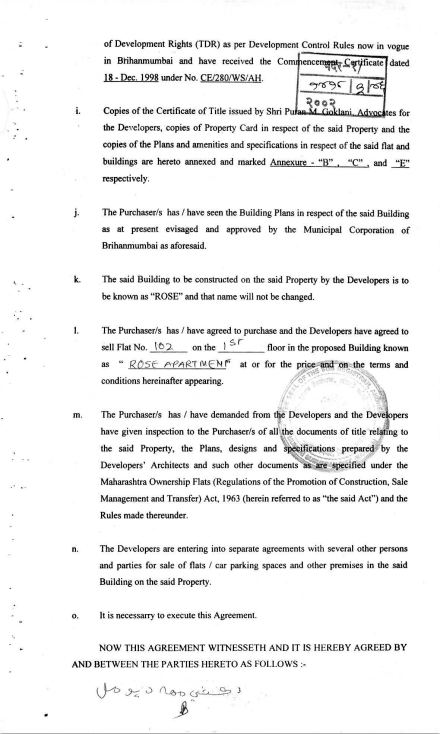 of Development Rights (TDR) as per Development Control Rules now in vogue
in Brihanmumbai and have received the Commencement Certificate dated
18 - Dec. 1998 under No. CE/280/WS/AH.
२००२
i. Copies of the Certificate of Title issued by Shri Puran M. Goklani, Advocates for
the Developers, copies of Property Card in respect of the said Property and the
copies of the Plans and amenities and specifications in respect of the said flat and
buildings are hereto annexed and marked Annexure - “B” , “C” , and “E”
respectively.
j. The Purchaser/s has / have seen the Building Plans in respect of the said Building
as at present evisaged and approved by the Municipal Corporation of
Brihanmumbai as aforesaid.
k. The said Building to be constructed on the said Property by the Developers is to
be known as “ROSE” and that name will not be changed.
l. The Purchaser/s has / have agreed to purchase and the Developers have agreed to
sell Flat No. 102 on the 1st floor in the proposed Building known
as “ ROSE APARTMENT at or for the price and on the terms and
conditions hereinafter appearing.
m. The Purchaser/s has / have demanded from the Developers and the Developers
have given inspection to the Purchaser/s of all the documents of title relating to
the said Property, the Plans, designs and specifications prepared by the
Developers' Architects and such other documents as are specified under the
Maharashtra Ownership Flats (Regulations of the Promotion of Construction, Sale
Management and Transfer) Act, 1963 (herein referred to as “the said Act”) and the
Rules made thereunder.
n. The Developers are entering into separate agreements with several other persons
and parties for sale of flats / car parking spaces and other premises in the said
Building on the said Property.
o. It is necessarry to execute this Agreement.
NOW THIS AGREEMENT WITNESSETH AND IT IS HEREBY AGREED BY
AND BETWEEN THE PARTIES HERETO AS FOLLOWS :-